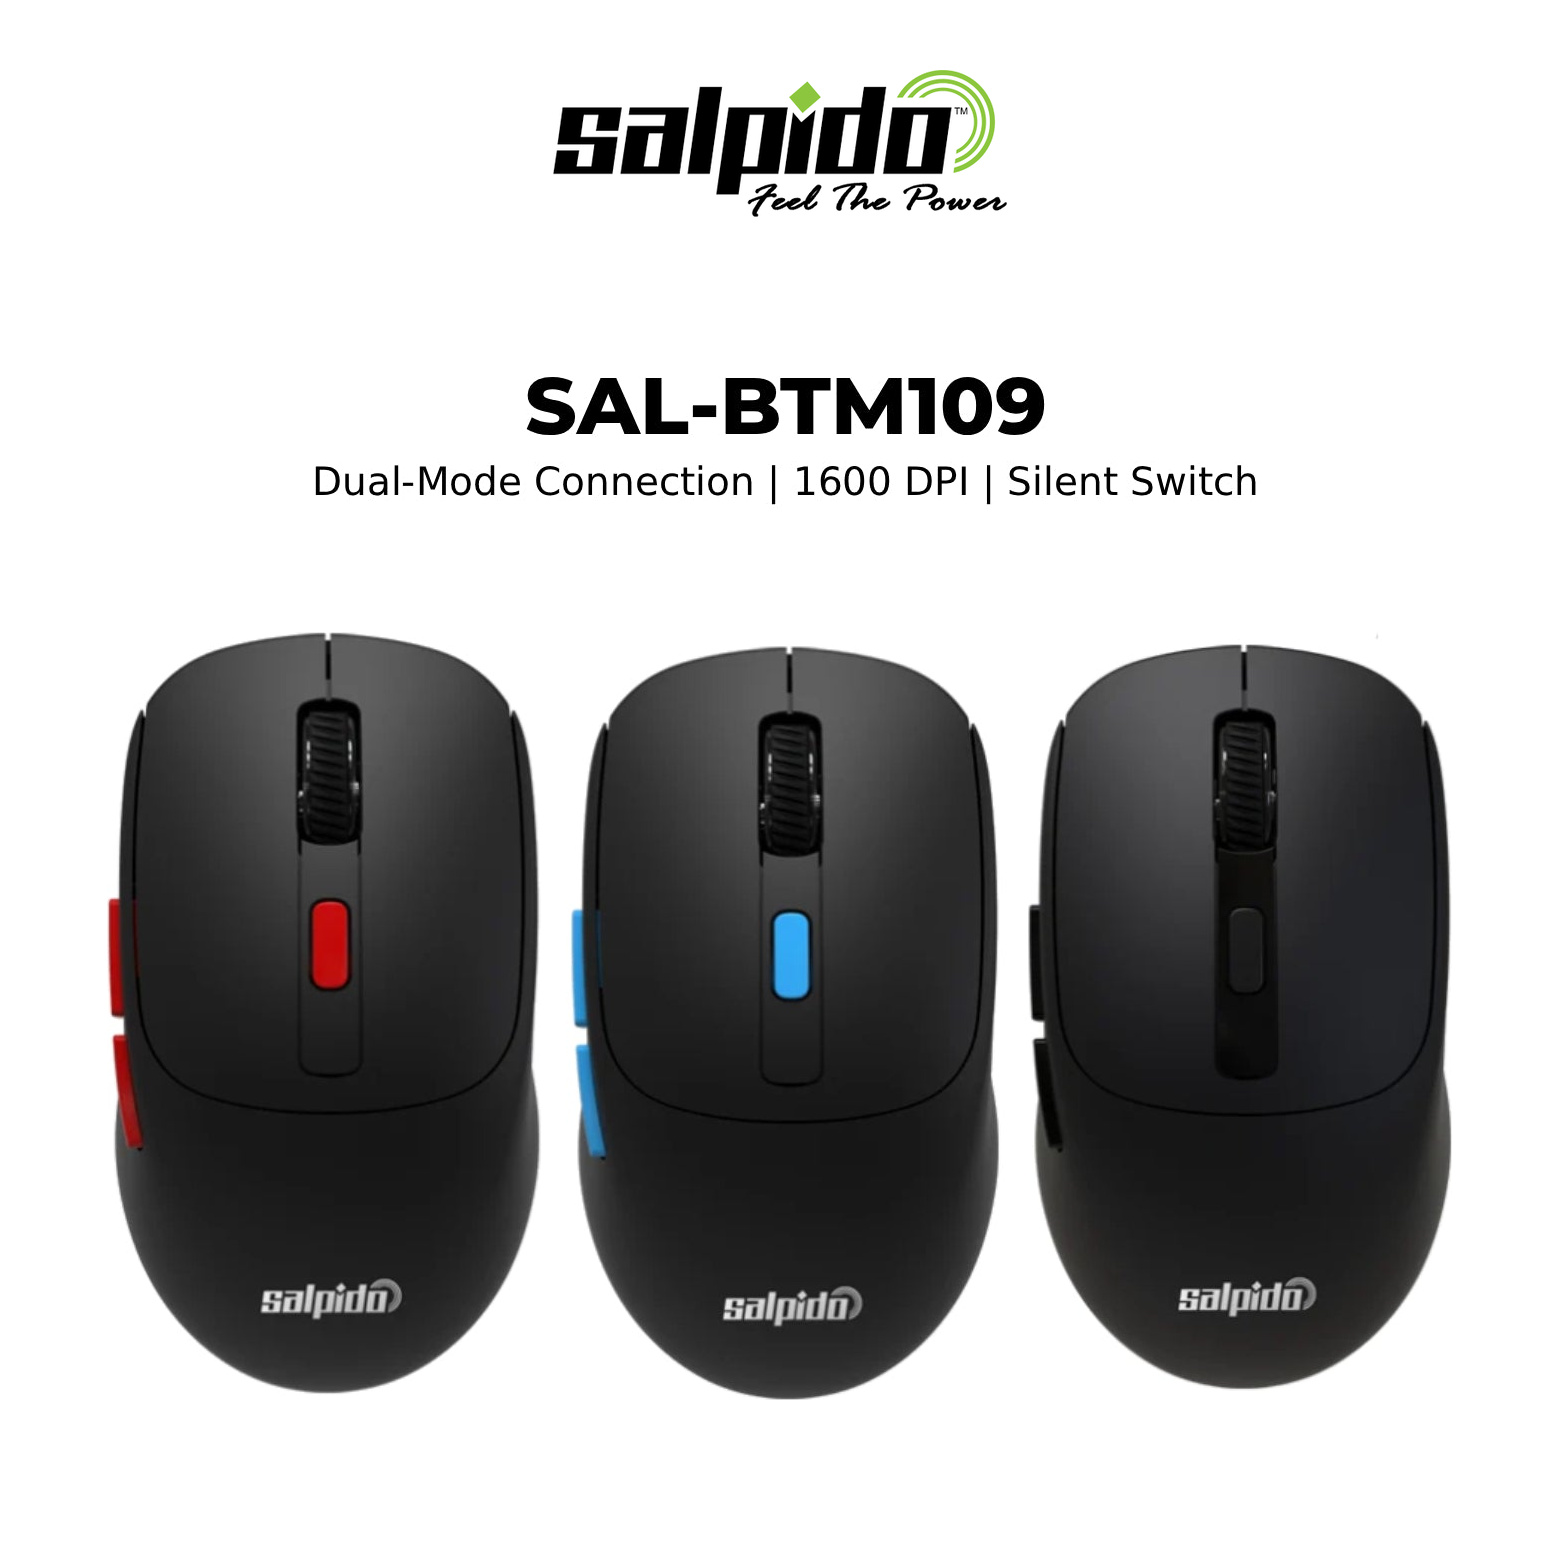 salpido™
Feel The Power
SAL-BTM109
Dual-Mode Connection | 1600 DPI | Silent Switch
salpido
salpido
salpido